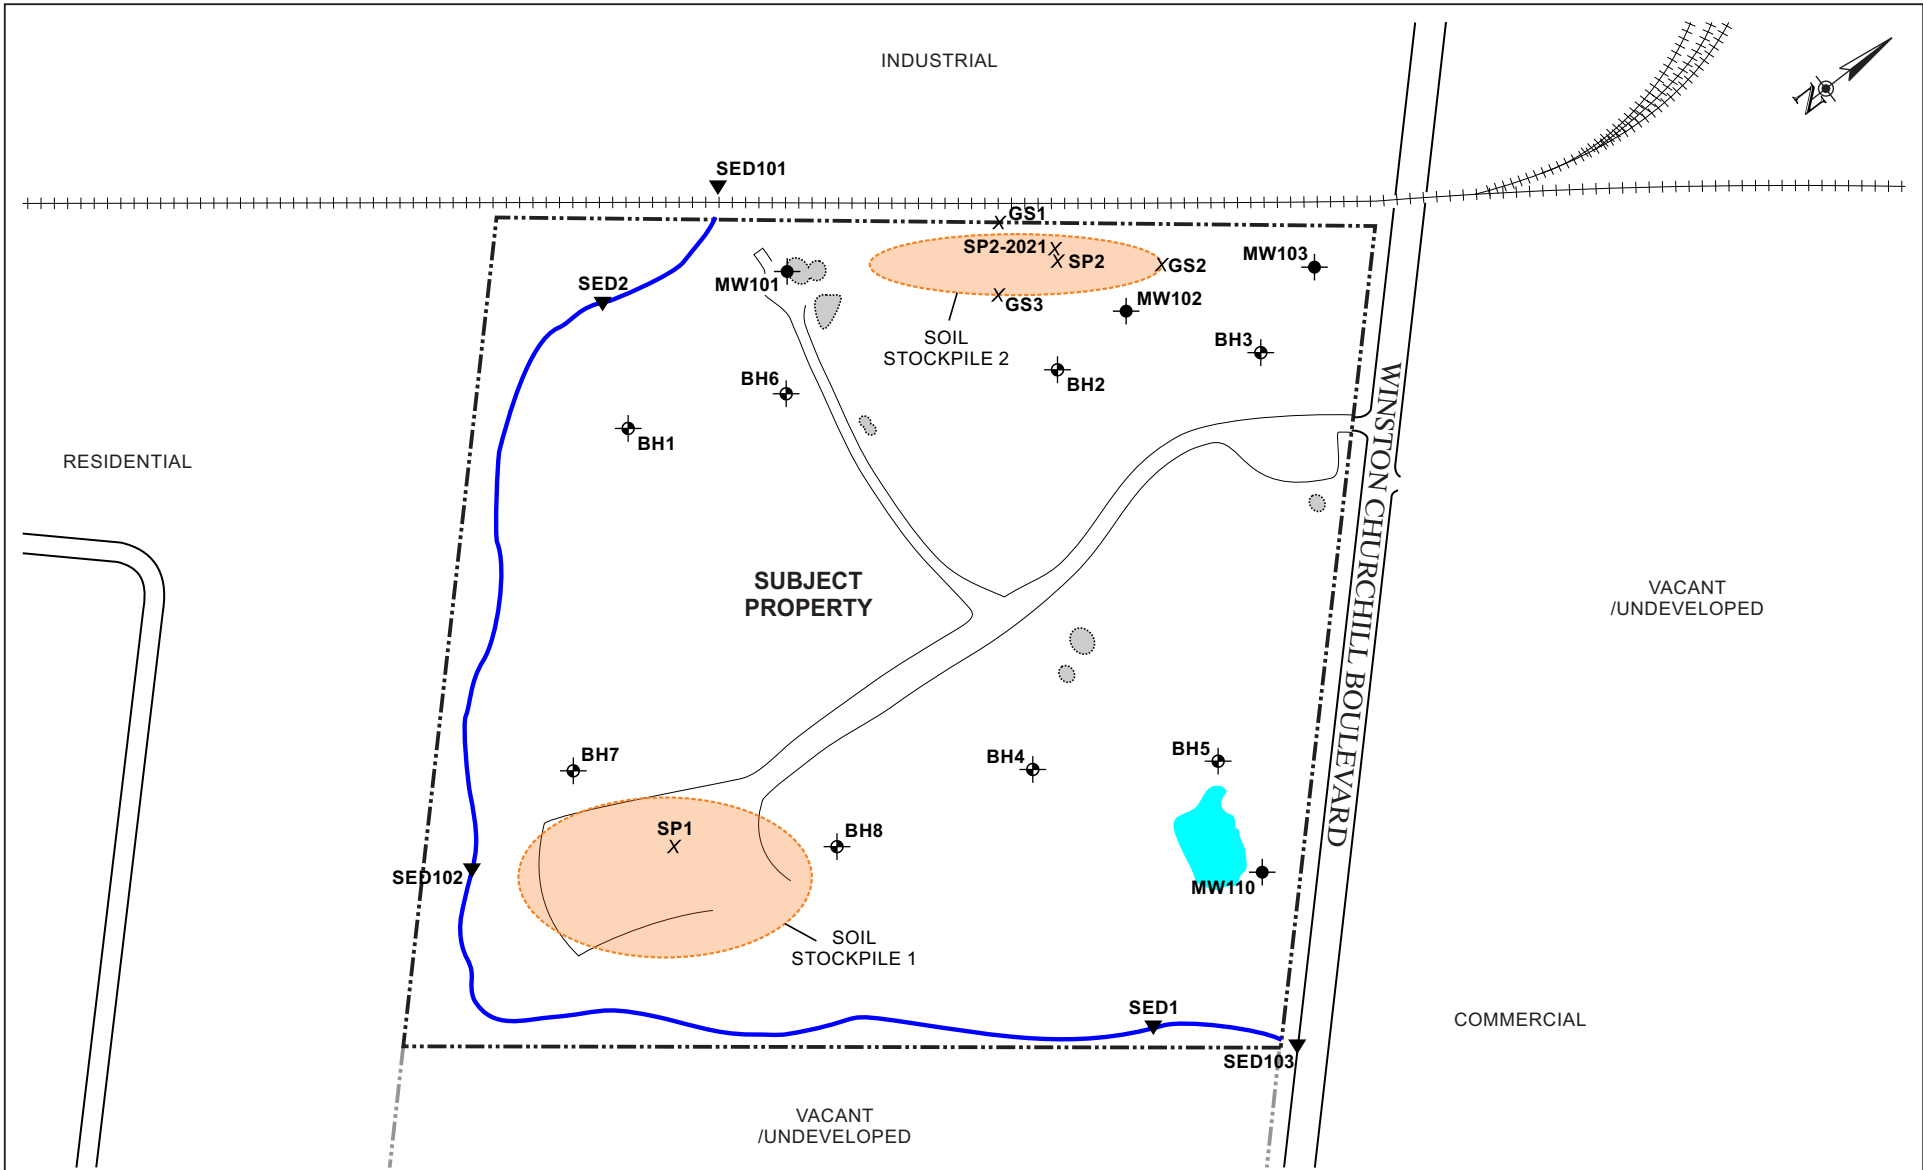 INDUSTRIAL
N
SED101
GS1
SP2-2021
SP2
GS2
MW103
MW101
SED2
GS3
MW102
SOIL
STOCKPILE 2
BH3
BH6
BH2
BH1
RESIDENTIAL
WINSTON CHURCHILL BOULEVARD
SUBJECT
PROPERTY
VACANT
/UNDEVELOPED
BH7
BH4
BH5
SP1
BH8
SED102
MW110
SOIL
STOCKPILE 1
SED1
COMMERCIAL
SED103
VACANT
/UNDEVELOPED